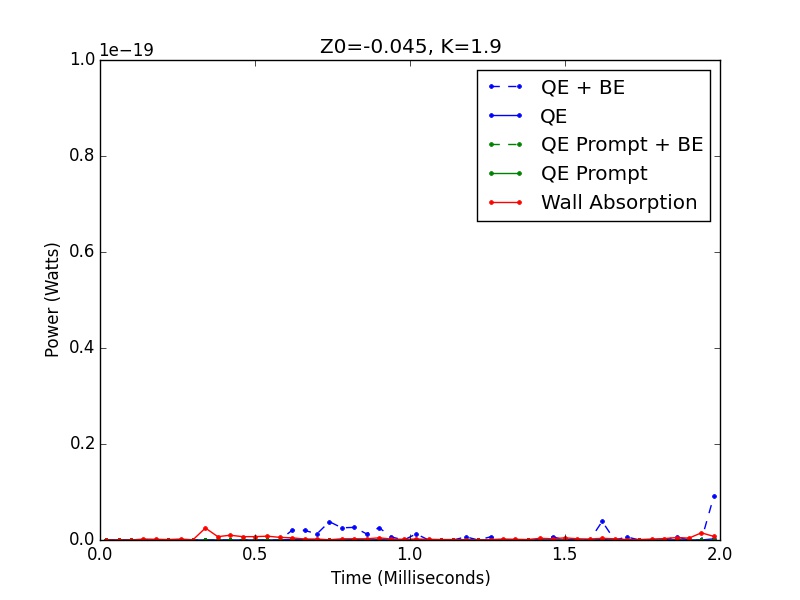 Z0=-0.045, K=1.9
1e−19
1.0
0.8
0.6
0.4
0.2
0.0
Power (Watts)
QE + BE
QE
QE Prompt + BE
QE Prompt
Wall Absorption
0.0 0.5 1.0 1.5 2.0
Time (Milliseconds)